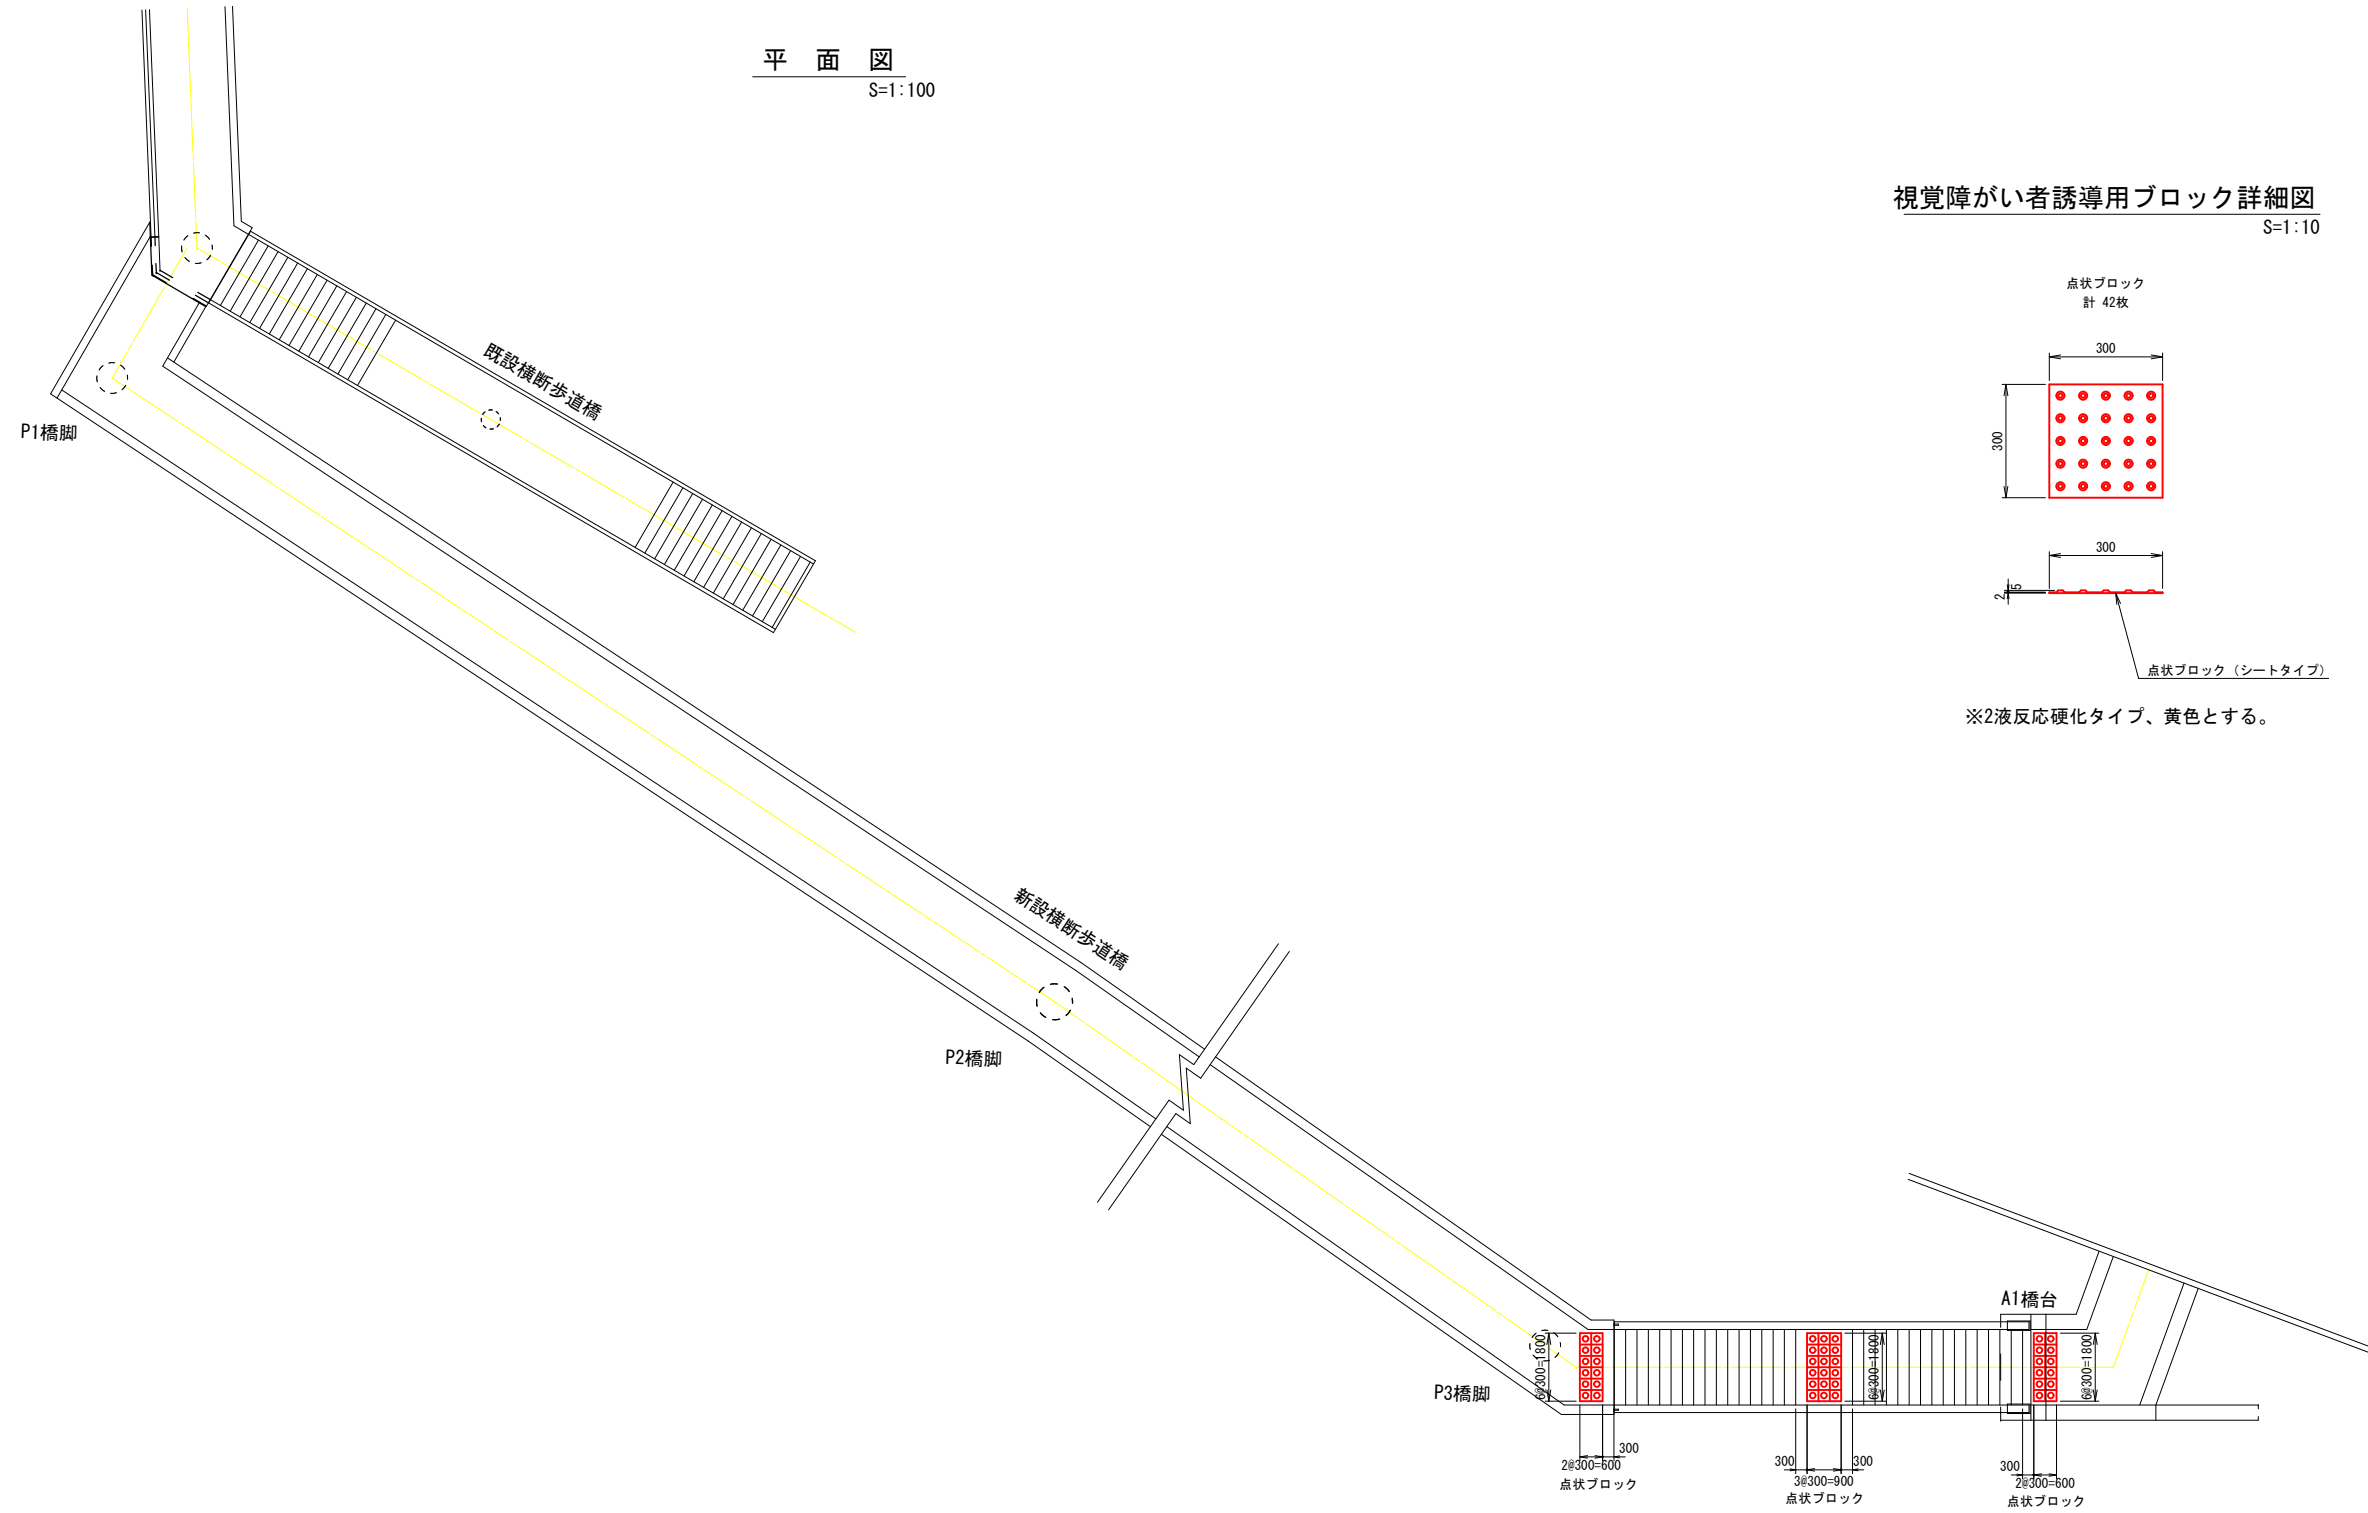 平 面 図
S=1:100
視覚障がい者誘導用ブロック詳細図
S=1:10
点状ブロック
計 42枚
300
300
300
5
2
点状ブロック（シートタイプ）
※2液反応硬化タイプ、黄色とする。
既設横断歩道橋
P1橋脚
新設横断歩道橋
P2橋脚
A1橋台
P3橋脚
6@300=1800
6@300=1800
6@300=1800
300
2@300=600
点状ブロック
300
300
3@300=900
点状ブロック
300
2@300=600
点状ブロック